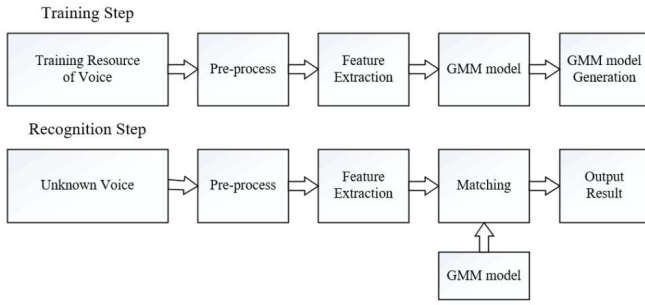 Training Step
Training Resource
of Voice
Pre-process
Feature
Extraction
GMM model
GMM model
Generation
Recognition Step
Unknown Voice
Pre-process
Feature
Extraction
Matching
Output
Result
GMM model